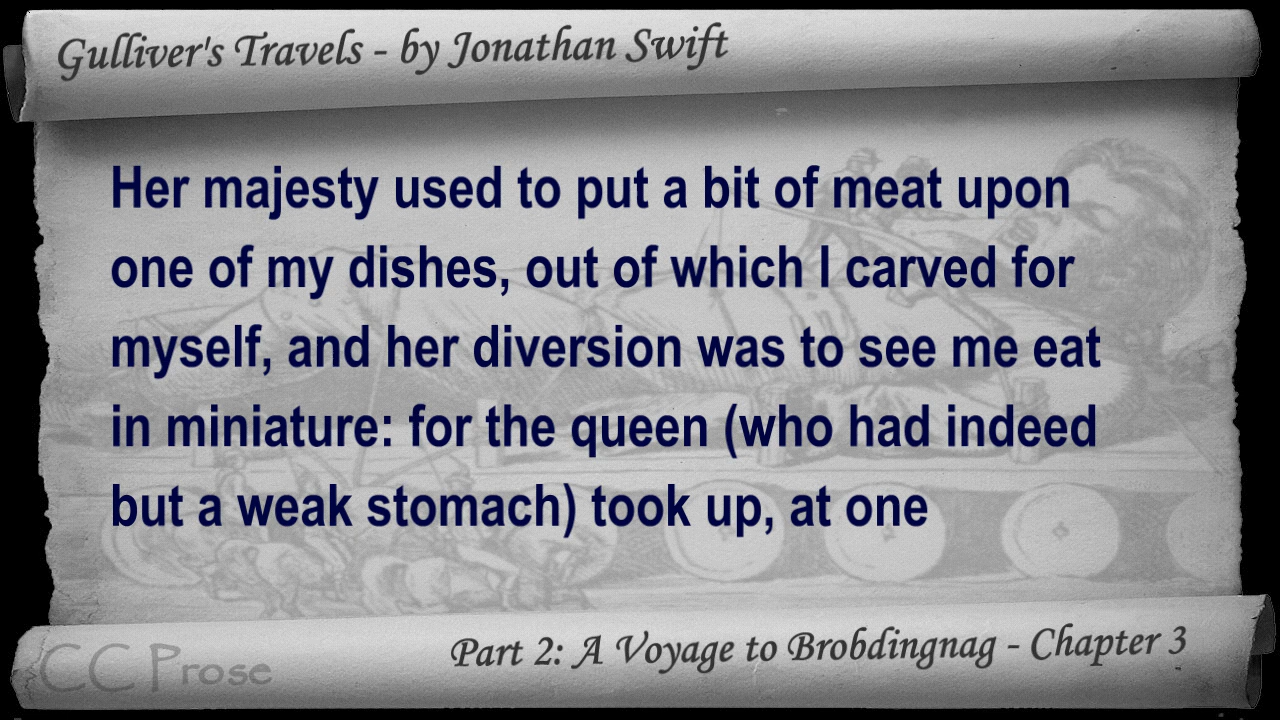 Gulliver's Travels - by Jonathan Swift
Her majesty used to put a bit of meat upon
one of my dishes, out of which I carved for
myself, and her diversion was to see me eat
in miniature: for the queen (who had indeed
but a weak stomach) took up, at one
Part 2: A Voyage to Brobdingnag - Chapter 3
CC Prose